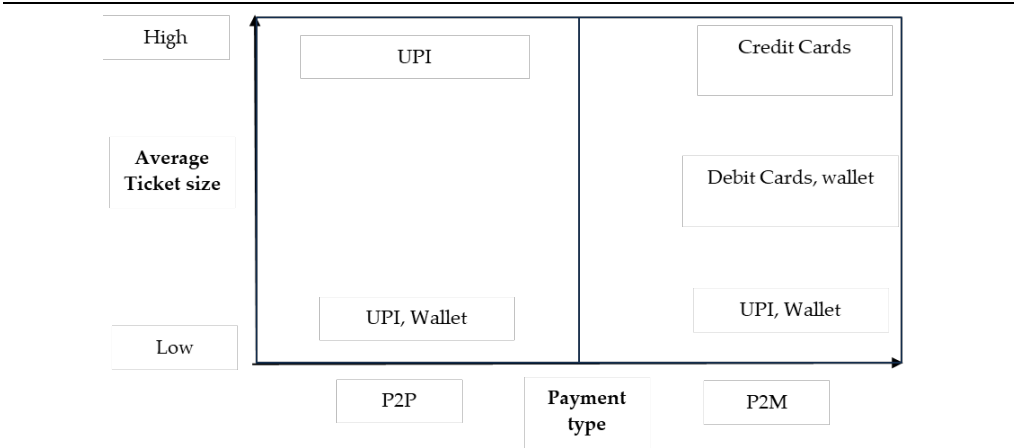 High
UPI
Credit Cards
Average
Ticket size
Debit Cards, wallet
UPI, Wallet
UPI, Wallet
Low
P2P
Payment
type
P2M